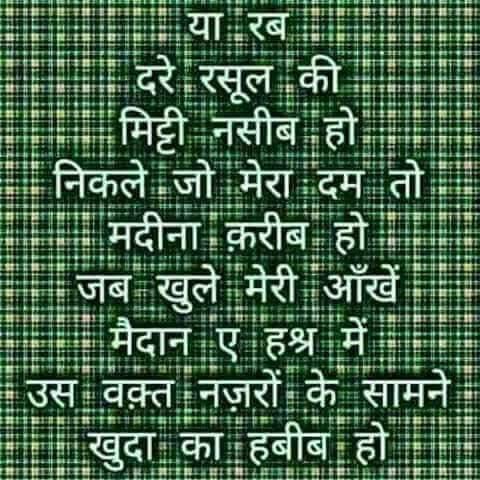 या रब
दरे रसूल की
मिट्टी नसीब हो
निकले जो मेरा दम तो
मदीना क़रीब हो
जब खुले मेरी आँखें
मैदान ए हश्र में
उस वक़्त नज़रों के सामने
खुदा का हबीब हो